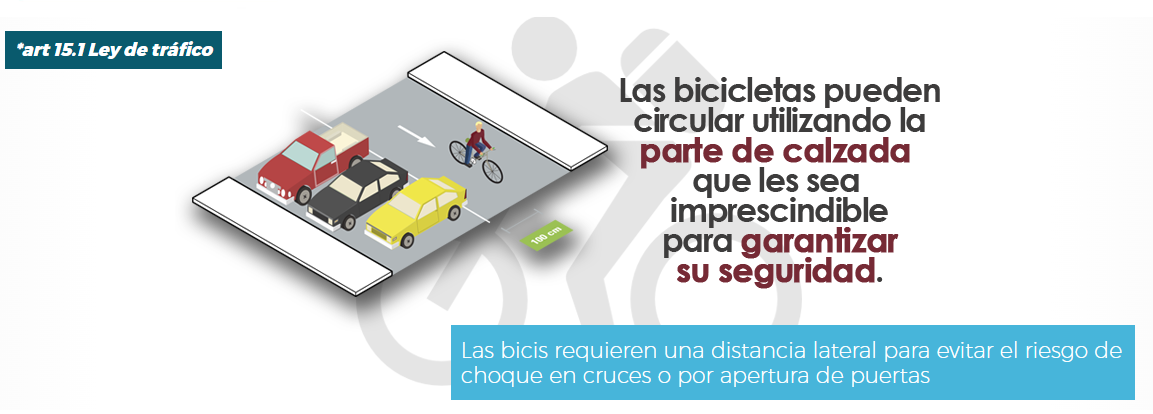 *art 15.1 Ley de tráfico
Las bicicletas pueden
circular utilizando la
parte de calzada
que les sea
imprescindible
para garantizar
su seguridad.
100 cm
Las bicis requieren una distancia lateral para evitar el riesgo de
choque en cruces o por apertura de puertas